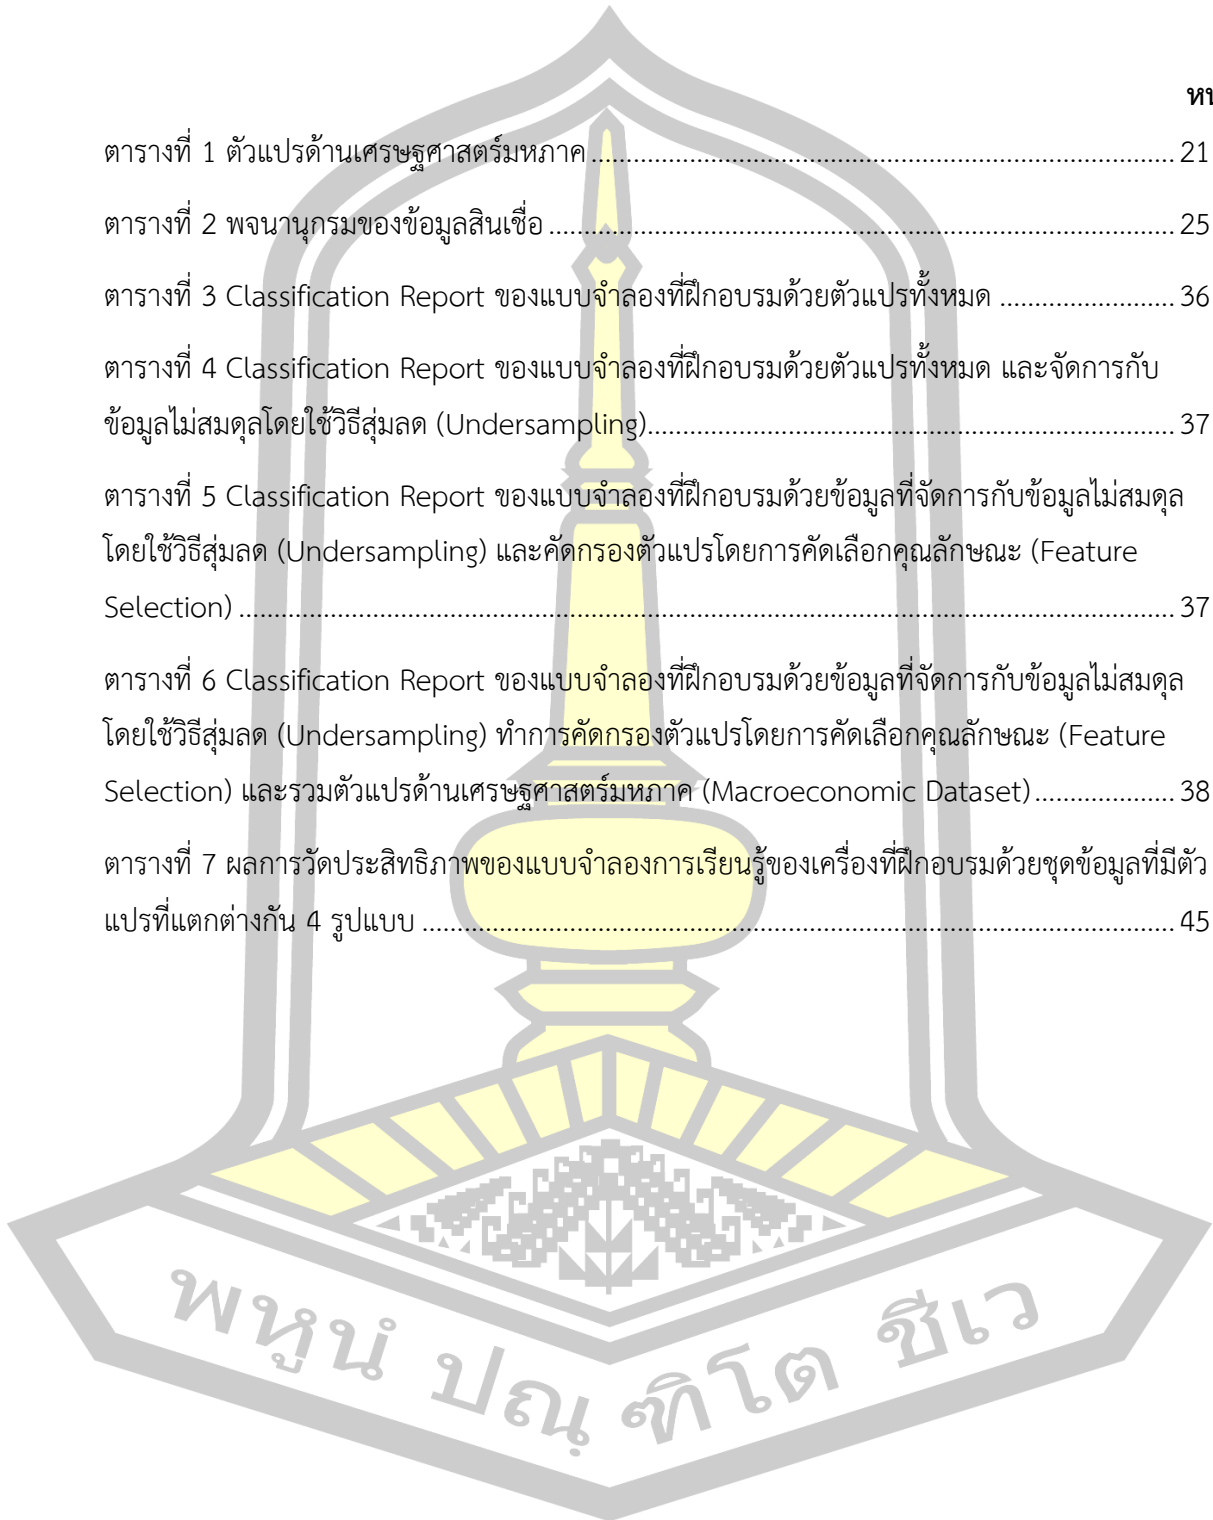 ตารางที่ 1 ตัวแปรด้านเศรษฐศาสตร์มหภาค ........................................................................................ 21
ตารางที่ 2 พจนานุกรมของข้อมูลสินเชื่อ .............................................................................................. 25
ตารางที่ 3 Classification Report ของแบบจำลองที่ฝึกอบรมด้วยตัวแปรทั้งหมด .......................... 36
ตารางที่ 4 Classification Report ของแบบจำลองที่ฝึกอบรมด้วยตัวแปรทั้งหมด และจัดการกับ
ข้อมูลไม่สมดุลโดยใช้วิธีสุ่มลด (Undersampling)............................................................................... 37
ตารางที่ 5 Classification Report ของแบบจำลองที่ฝึกอบรมด้วยข้อมูลที่จัดการกับข้อมูลไม่สมดุล
โดยใช้วิธีสุ่มลด (Undersampling) และคัดกรองตัวแปรโดยการคัดเลือกคุณลักษณะ (Feature
Selection) ............................................................................................................................................. 37
ตารางที่ 6 Classification Report ของแบบจำลองที่ฝึกอบรมด้วยข้อมูลที่จัดการกับข้อมูลไม่สมดุล
โดยใช้วิธีสุ่มลด (Undersampling) ทำการคัดกรองตัวแปรโดยการคัดเลือกคุณลักษณะ (Feature
Selection) และรวมตัวแปรด้านเศรษฐศาสตร์มหภาค (Macroeconomic Dataset)..................... 38
ตารางที่ 7 ผลการวัดประสิทธิภาพของแบบจำลองการเรียนรู้ของเครื่องที่ฝึกอบรมด้วยชุดข้อมูลที่มีตัว
แปรที่แตกต่างกัน 4 รูปแบบ ................................................................................................................. 45
พหูนํ ปณฺฑิโต ชีเว